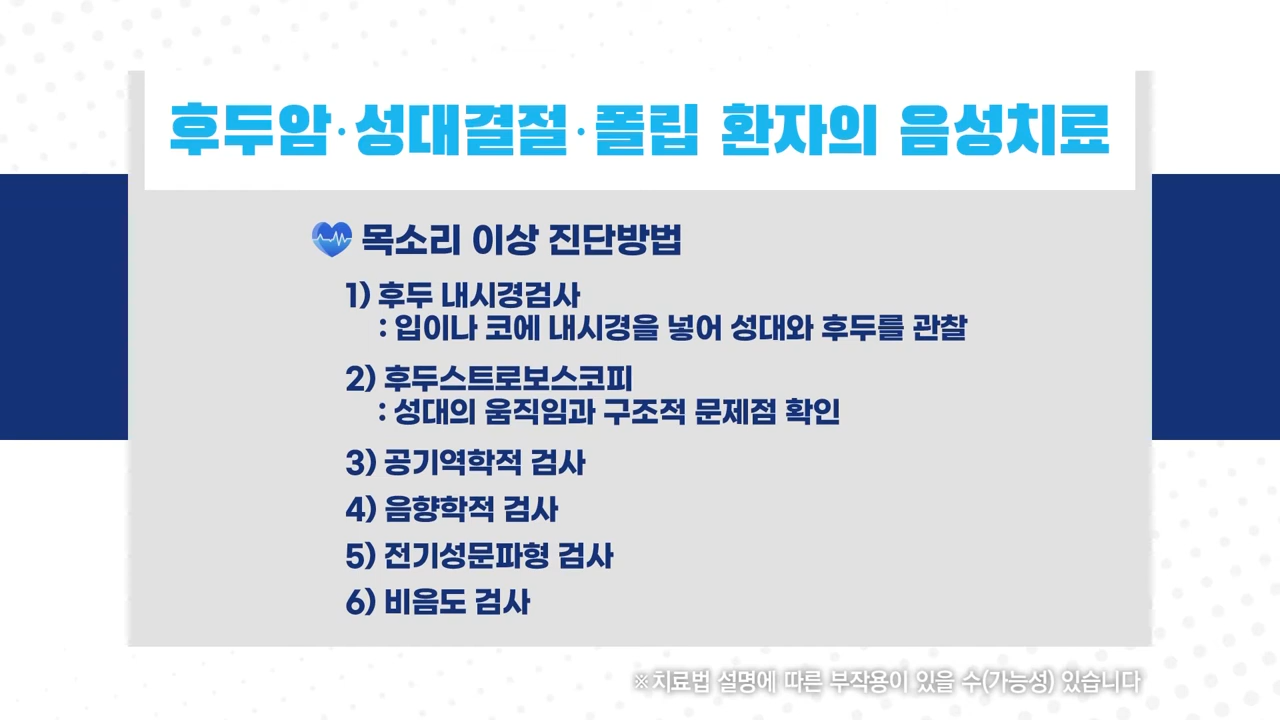 후두암·성대결절·폴립 환자의 음성치료
목소리 이상 진단방법
1) 후두 내시경검사
: 입이나 코에 내시경을 넣어 성대와 후두를 관찰
2) 후두스트로보스코피
: 성대의 움직임과 구조적 문제점 확인
3) 공기역학적 검사
4) 음향학적 검사
5) 전기성문파형 검사
6) 비음도 검사
※치료법 설명에 따른 부작용이 있을 수(가능성) 있습니다